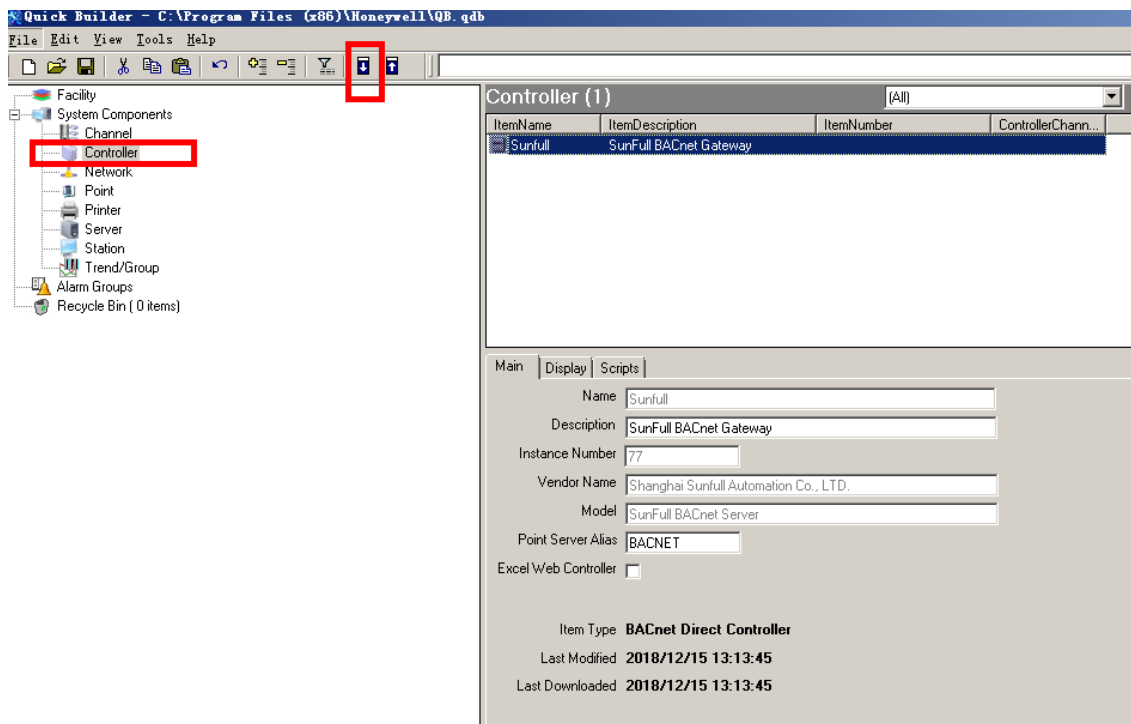 Quick Builder - C:\Program Files (x86)\Honeywell\QB.qdb
File Edit View Tools Help
Facility
System Components
Channel
Controller
Network
Point
Printer
Server
Station
Trend/Group
Alarm Groups
Recycle Bin ( 0 items)
Controller (1) (All)
ItemName ItemDescription ItemNumber ControllerChann...
Sunfull SunFull BACnet Gateway
Main Display Scripts
Name Sunfull
Description SunFull BACnet Gateway
Instance Number 77
Vendor Name Shanghai Sunfull Automation Co., LTD.
Model SunFull BACnet Server
Point Server Alias BACNET
Excel Web Controller
Item Type BACnet Direct Controller
Last Modified 2018/12/15 13:13:45
Last Downloaded 2018/12/15 13:13:45